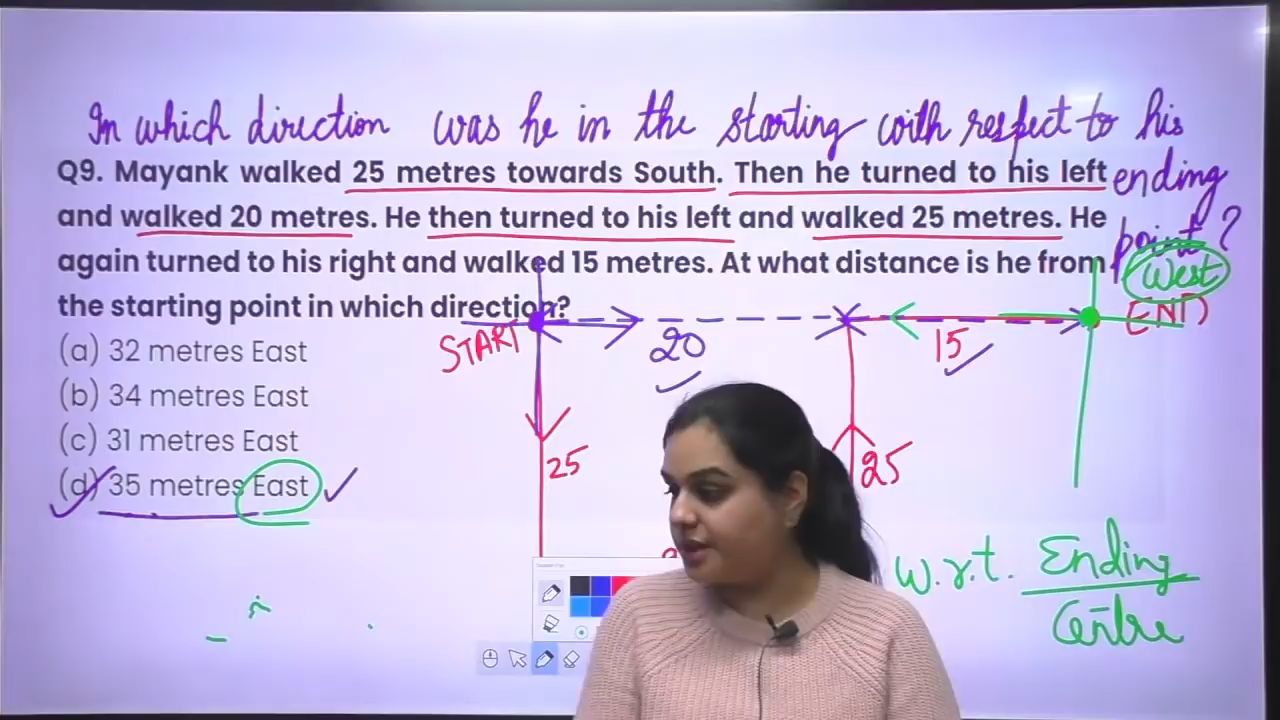 In which direction was he in the starting with respect to his
Q9. Mayank walked 25 metres towards South. Then he turned to his left ending
and walked 20 metres. He then turned to his left and walked 25 metres. He point?
again turned to his right and walked 15 metres. At what distance is he from West
the starting point in which direction? END
START 20 15
(a) 32 metres East
(b) 34 metres East
(c) 31 metres East
25 25
(d) 35 metres East
w.r.t. Ending
Centre